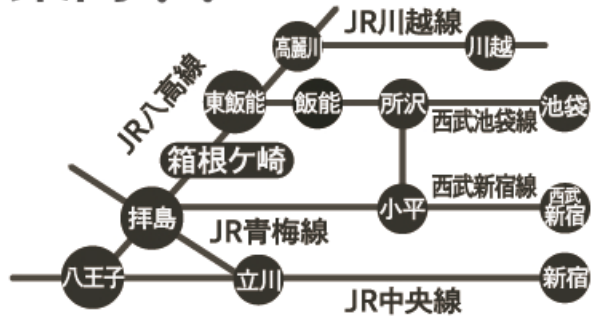 JR川越線
高麗川
川越
JR八高線
東飯能
飯能
所沢
池袋
西武池袋線
箱根ケ崎
西武新宿線
拝島
小平
西武
新宿
JR青梅線
八王子
立川
新宿
JR中央線